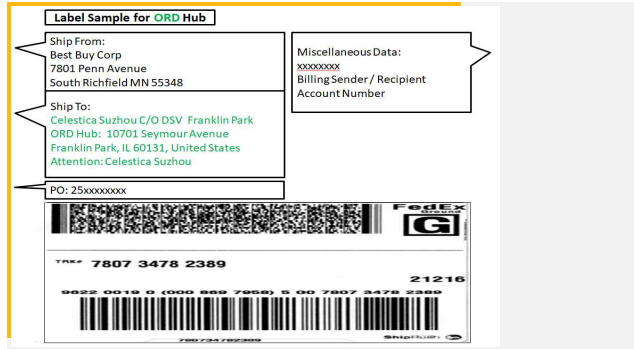 Label Sample for ORD Hub
Ship From:
Best Buy Corp
7801 Penn Avenue
South Richfield MN 55348
Miscellaneous Data:
xxxxxxxx
Billing Sender / Recipient
Account Number
Ship To:
Celestica Suzhou C/O DSV Franklin Park
ORD Hub: 10701 Seymour Avenue
Franklin Park, IL 60131, United States
Attention: Celestica Suzhou
PO: 25xxxxxxxx
FedEx
Ground
G
TRK# 7807 3478 2389
21216
9622 0019 0 (000 869 7958) 5 00 7807 3478 2389
780734782389
ShipRush